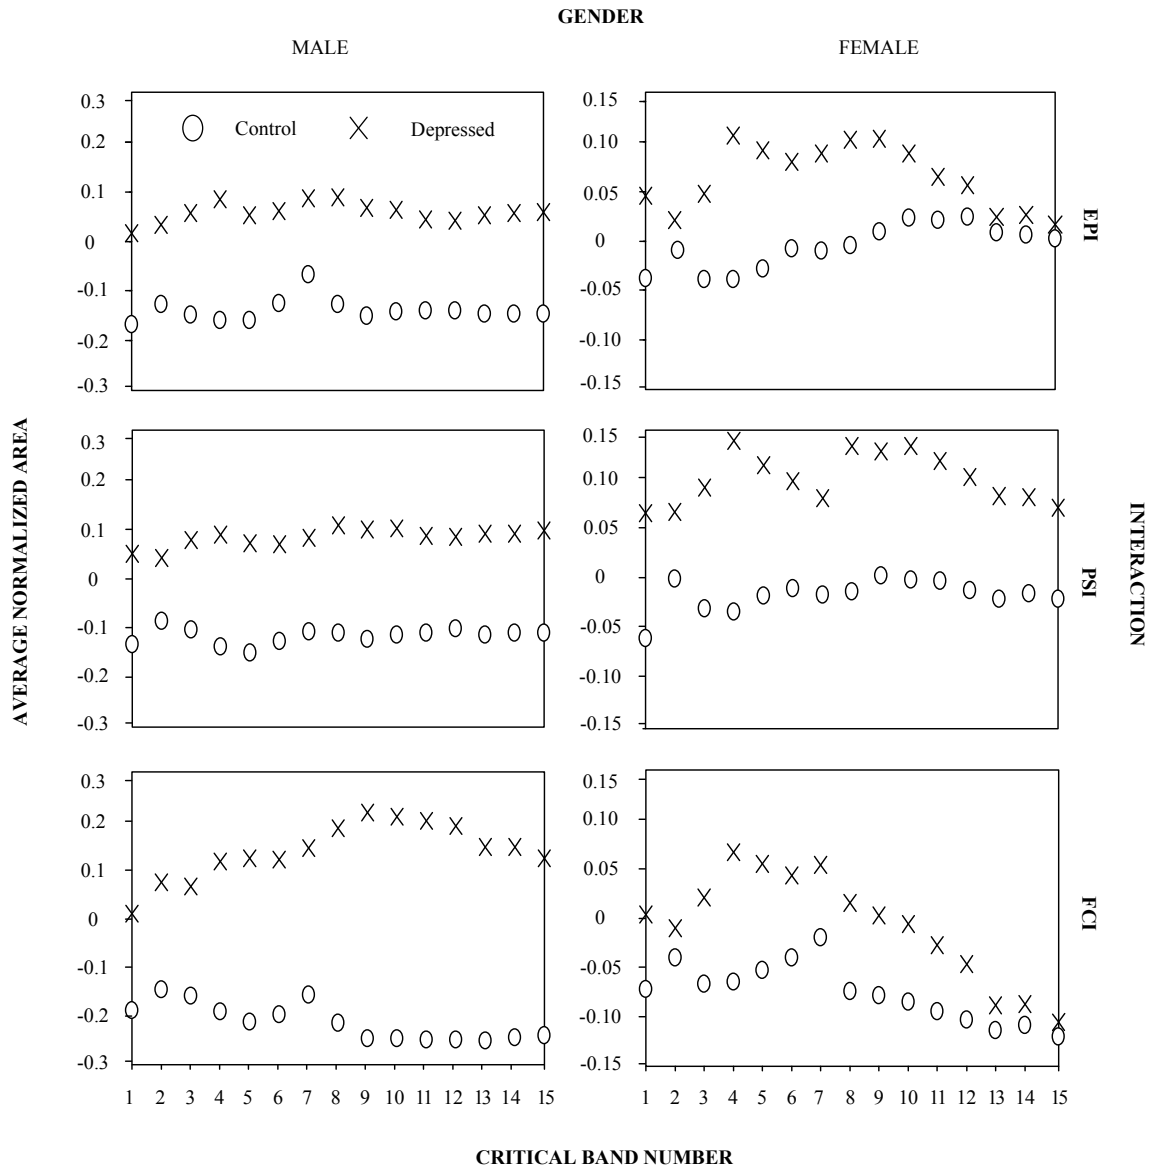 GENDER
MALE FEMALE
0.3 0.15
Control Depressed
0.2 0.10
0.1 0.05
0 0
-0.1 -0.05
-0.2 -0.10
-0.3 -0.15
EPI
0.3 0.15
0.2 0.10
0.1 0.05
0 0
-0.1 -0.05
-0.2 -0.10
-0.3 -0.15
PSI
AVERAGE NORMALIZED AREA
INTERACTION
0.3 0.15
0.2 0.10
0.1 0.05
0 0
-0.1 -0.05
-0.2 -0.10
-0.3 -0.15
FCI
1 2 3 4 5 6 7 8 9 10 11 12 13 14 15 1 2 3 4 5 6 7 8 9 10 11 12 13 14 15
CRITICAL BAND NUMBER